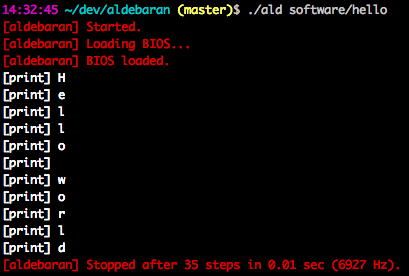 14:32:45 ~/dev/aldebaran (master)$ ./ald software/hello
[aldebaran] Started.
[aldebaran] Loading BIOS...
[aldebaran] BIOS loaded.
[print] H
[print] e
[print] l
[print] l
[print] o
[print]
[print] w
[print] o
[print] r
[print] l
[print] d
[aldebaran] Stopped after 35 steps in 0.01 sec (6927 Hz).